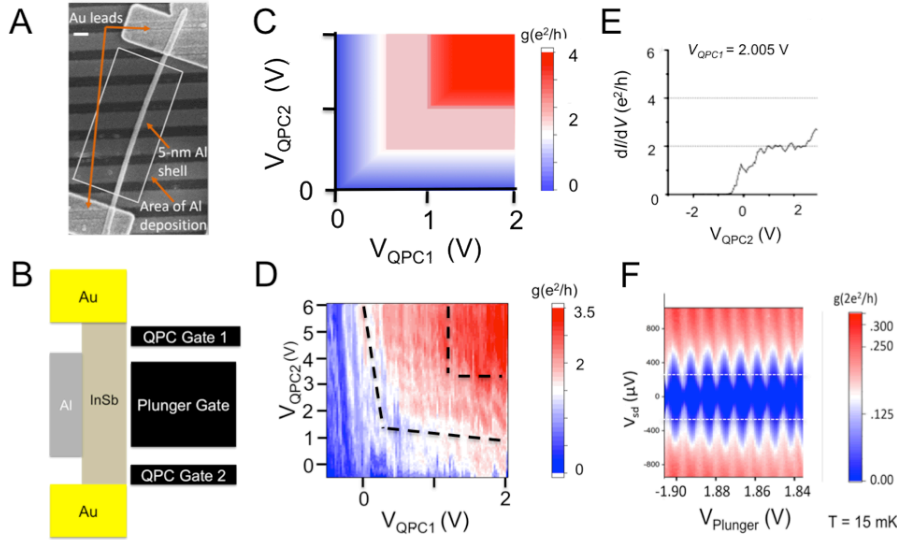 A
Au leads
5-nm Al
shell
Area of Al
deposition
B
Au
QPC Gate 1
Al
InSb
Plunger Gate
QPC Gate 2
Au
C
g(e²/h)
4
2
0
V_QPC2 (V)
0
0
1
2
V_QPC1 (V)
D
g(e²/h)
3.5
2
0
6
5
4
3
2
1
0
V_QPC2(V)
0
1
2
V_QPC1 (V)
E
V_QPC1 = 2.005 V
6
4
2
0
dI/dV (e²/h)
-2
0
2
V_QPC2 (V)
F
g(2e²/h)
.300
.250
.125
0.00
800
400
0
-400
-800
V_sd (μV)
-1.90
1.88
1.86
1.84
V_Plunger (V)
T = 15 mK